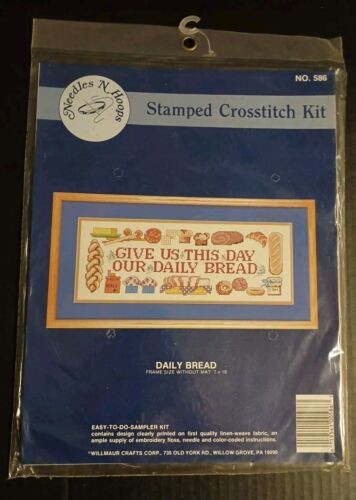 Needles 'N Hoops
NO. 586
Stamped Crosstitch Kit
GIVE US THIS DAY
OUR DAILY BREAD
DAILY BREAD
FRAME SIZE WITHOUT MAT 7 x 18
EASY-TO-DO-SAMPLER KIT
contains design clearly printed on first quality linen-weave fabric, an
ample supply of embroidery floss, needle and color-coded instructions.
©WILLMAUR CRAFTS CORP., 735 OLD YORK RD., WILLOW GROVE, PA 19090